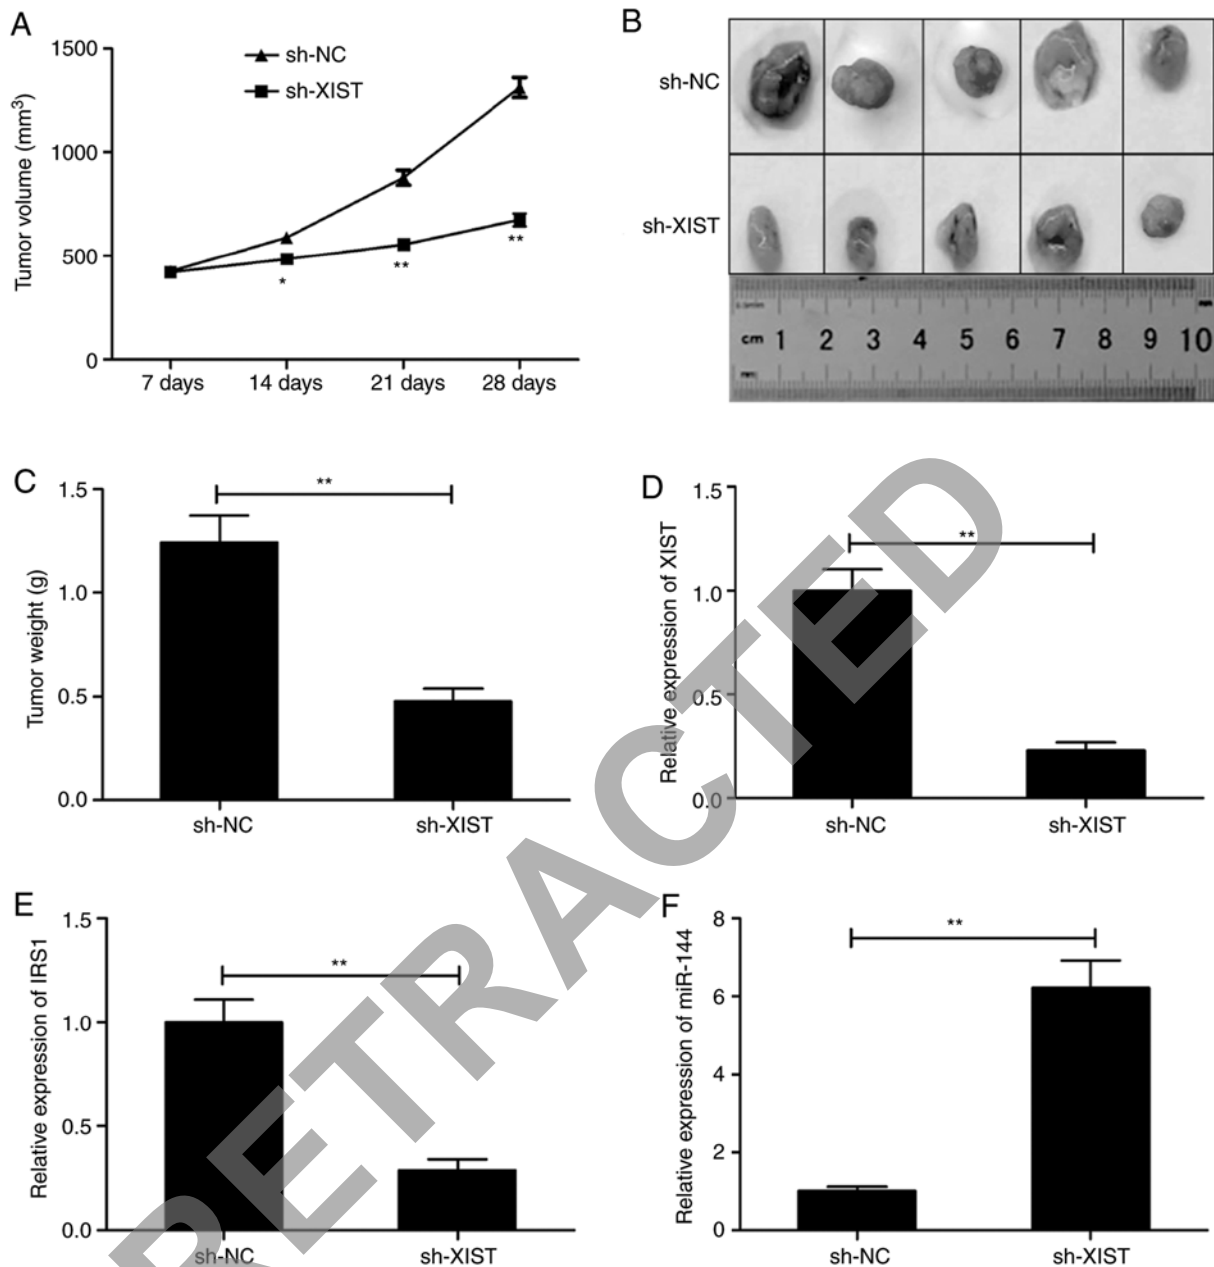 A
1500
1000
500
0
Tumor volume (mm³)
sh-NC
sh-XIST
*
**
**
7 days 14 days 21 days 28 days
B
sh-NC
sh-XIST
cm 1 2 3 4 5 6 7 8 9 10
C
1.5
1.0
0.5
0.0
Tumor weight (g)
**
sh-NC sh-XIST
D
1.5
1.0
0.5
0.0
Relative expression of XIST
**
sh-NC sh-XIST
E
1.5
1.0
0.5
0.0
Relative expression of IRS1
**
sh-NC sh-XIST
F
8
6
4
2
0
Relative expression of miR-144
**
sh-NC sh-XIST
RETRACTED